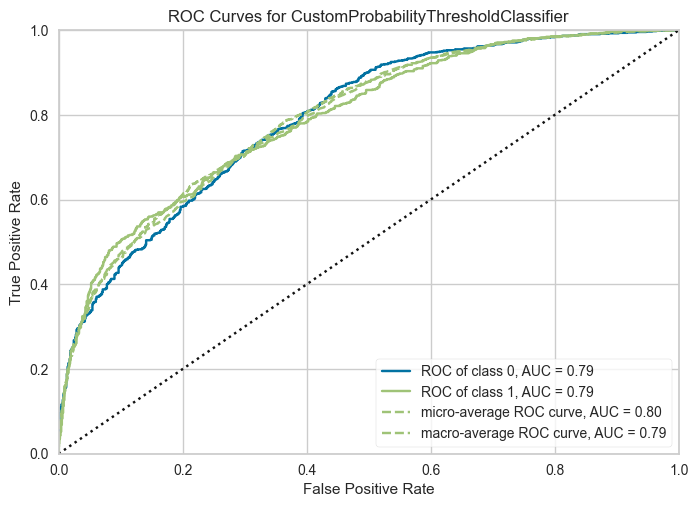 ROC Curves for CustomProbabilityThresholdClassifier
1.0
0.8
0.6
0.4
0.2
0.0
True Positive Rate
ROC of class 0, AUC = 0.79
ROC of class 1, AUC = 0.79
micro-average ROC curve, AUC = 0.80
macro-average ROC curve, AUC = 0.79
0.0 0.2 0.4 0.6 0.8 1.0
False Positive Rate